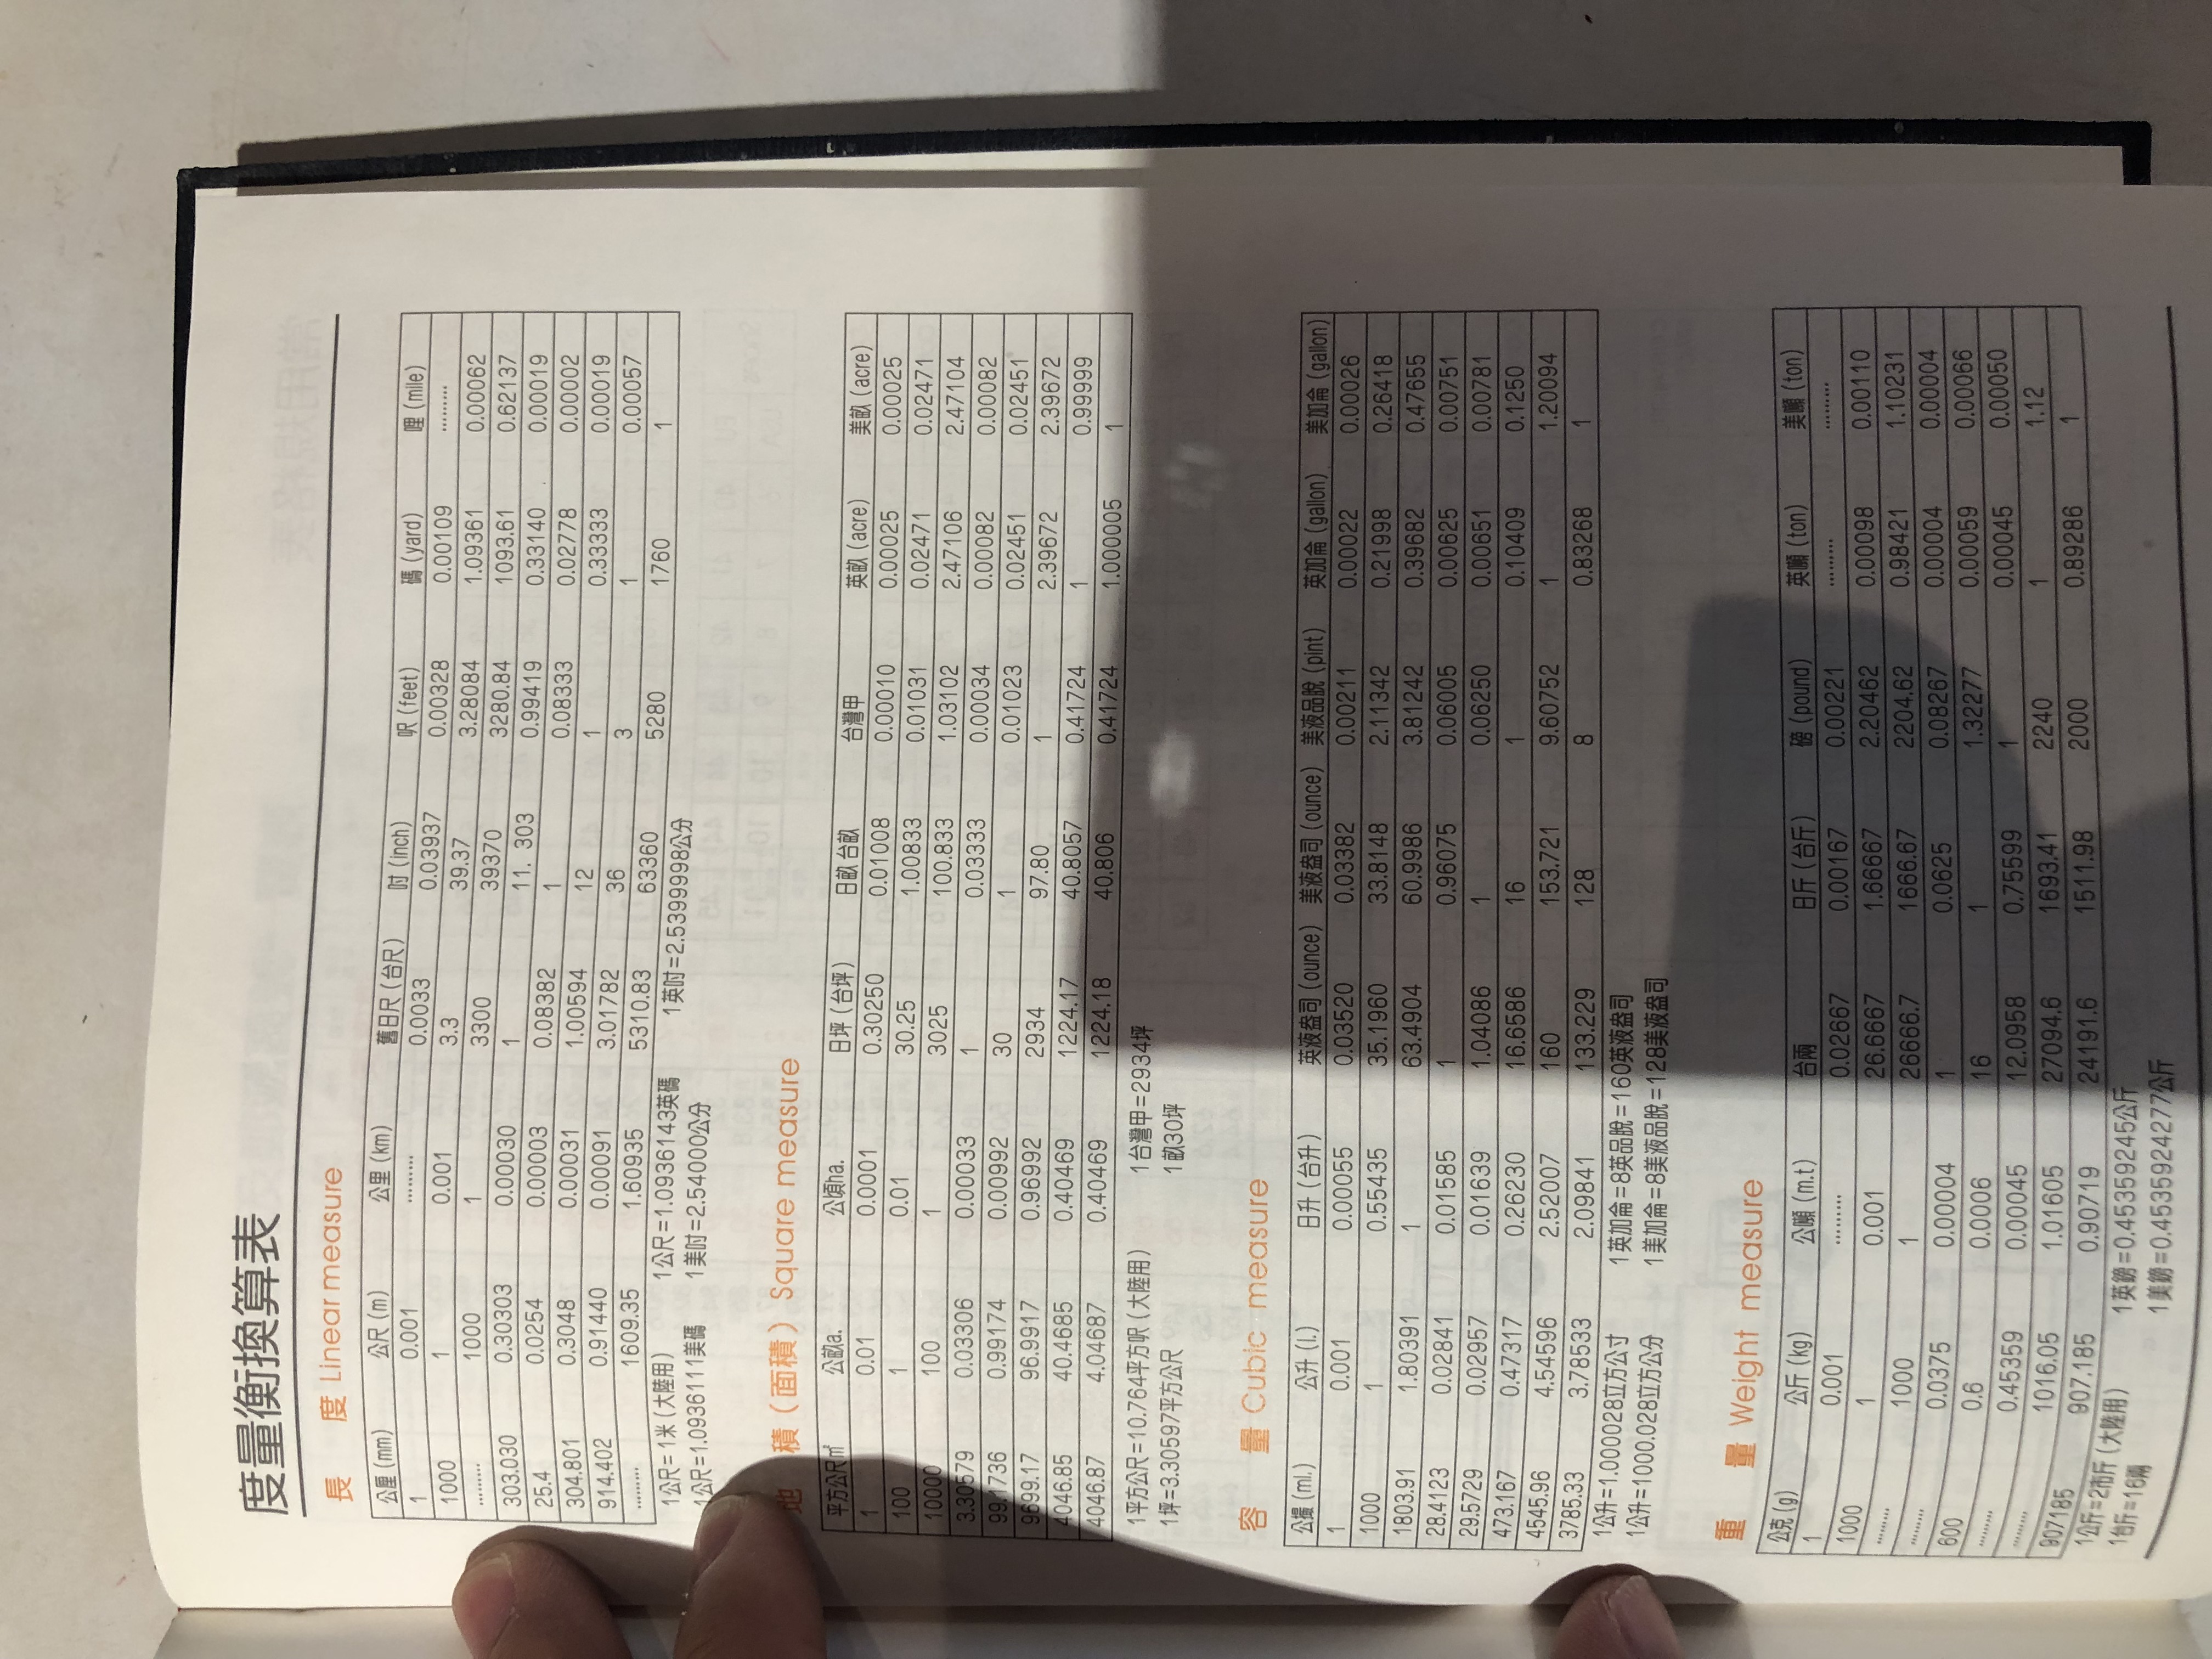 度量衡換算表
長 度 Linear measure
公厘(mm) 公尺(m) 公里(km) 舊日尺(台尺) 吋(inch) 呎(feet) 碼(yard) 哩(mile)
1 0.001 ......... 0.0033 0.03937 0.00328 0.00109 .........
1000 1 0.001 3.3 39.37 3.28084 1.09361 0.00062
......... 1000 1 3300 39370 3280.84 1093.61 0.62137
303.030 0.30303 0.00030 1 11. 303 0.99419 0.33140 0.00019
25.4 0.0254 0.00003 0.08382 1 0.08333 0.02778 0.00002
304.801 0.3048 0.00031 1.00594 12 1 0.33333 0.00019
914.402 0.91440 0.00091 3.01782 36 3 1 0.00057
......... 1609.35 1.60935 5310.83 63360 5280 1760 1
1公尺=1米(大陸用) 1公尺=1.0936143英碼 1英吋=2.5399998公分
1公尺=1.0936111美碼 1美吋=2.54000公分
地 積(面積) Square measure
平方公尺㎡ 公畝a. 公頃ha. 日坪(台坪) 日畝 台畝 台灣甲 英畝(acre) 美畝(acre)
1 0.01 0.0001 0.30250 0.01008 0.00010 0.00025 0.00025
100 1 0.01 30.25 1.00833 0.01031 0.02471 0.02471
10000 100 1 3025 100.833 1.03102 2.47106 2.47104
3.30579 0.03306 0.00033 1 0.03333 0.00034 0.00082 0.00082
99.1736 0.99174 0.00992 30 1 0.01023 0.02451 0.02451
9699.17 96.9917 0.96992 2934 97.80 1 2.39672 2.39672
4046.85 40.4685 0.40469 1224.17 40.8057 0.41724 1 0.99999
4046.87 4.04687 0.40469 1224.18 40.806 0.41724 1.000005 1
1平方公尺=10.764平方呎(大陸用) 1台灣甲=2934坪
1坪=3.30597平方公尺 1畝30坪
容 量 Cubic measure
公撮(ml.) 公升(l.) 日升(台升) 英液盎司(ounce) 美液盎司(ounce) 美液品脫(pint) 英加侖(gallon) 美加侖(gallon)
1 0.001 0.00055 0.03520 0.03382 0.00211 0.00022 0.00026
1000 1 0.55435 35.1960 33.8148 2.11342 0.21998 0.26418
1803.91 1.80391 1 63.4904 60.9986 3.81242 0.39682 0.47655
28.4123 0.02841 0.01585 1 0.96075 0.06005 0.00625 0.00751
29.5729 0.02957 0.01639 1.04086 1 0.06250 0.00651 0.00781
473.167 0.47317 0.26230 16.6586 16 1 0.10409 0.1250
4545.96 4.54596 2.52007 160 153.721 9.60752 1 1.20094
3785.33 3.78533 2.09841 133.229 128 8 0.83268 1
1公升=1.000028立方公寸 1英加侖=8英品脫=160英液盎司
1公升=1000.028立方公分 1美加侖=8美液品脫=128美液盎司
重 量 Weight measure
公克(g) 公斤(kg) 公噸(m.t) 台兩 日斤(台斤) 磅(pound) 英噸(ton) 美噸(ton)
1 0.001 ......... 0.02667 0.00167 0.00221 ......... .........
1000 1 0.001 26.6667 1.66667 2.20462 0.00098 0.00110
......... 1000 1 26666.7 1666.67 2204.62 0.98421 1.10231
......... 0.0375 0.00004 1 0.0625 0.08267 0.00004 0.00004
600 0.6 0.0006 16 1 1.32277 0.00059 0.00066
......... 0.45359 0.00045 12.0958 0.75599 1 0.00045 0.00050
......... 1016.05 1.01605 27094.6 1693.41 2240 1 1.12
907185 907.185 0.90719 24191.6 1511.98 2000 0.89286 1
1公斤=2市斤(大陸用) 1英鎊=0.45359245公斤
1台斤=16兩 1美鎊=0.4535924277公斤